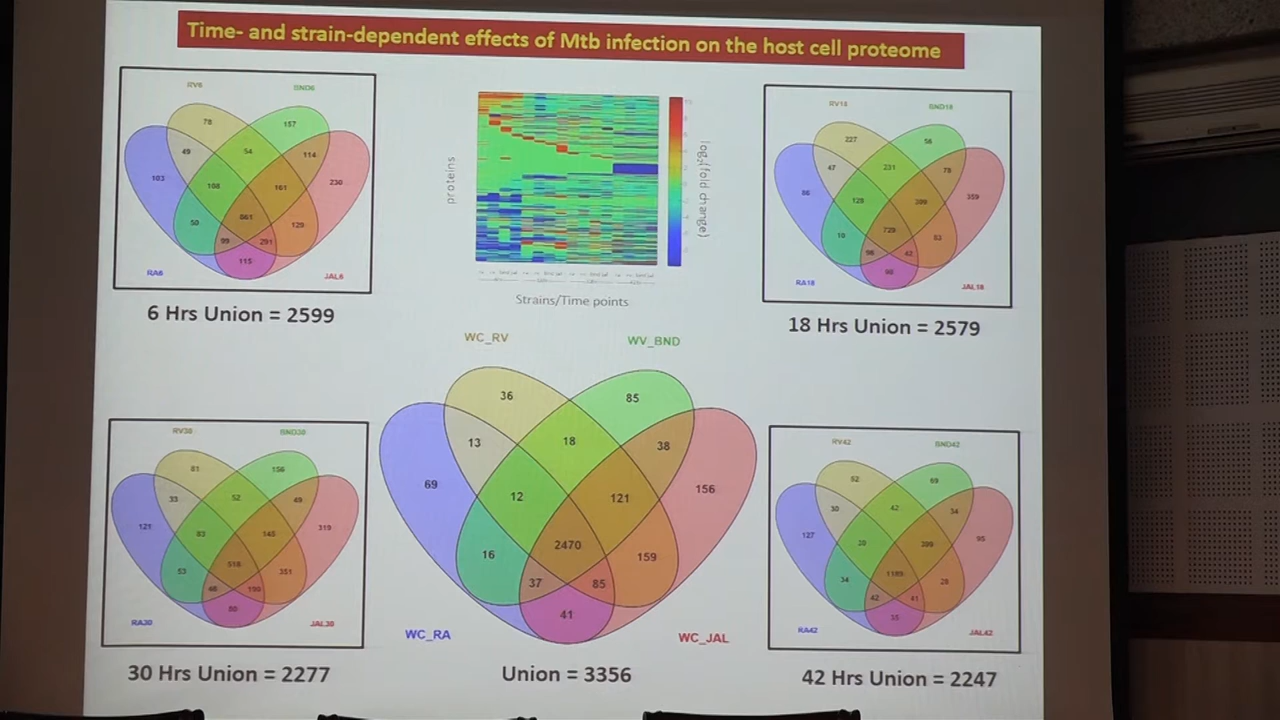 Time- and strain-dependent effects of Mtb infection on the host cell proteome
RV6
BND6
78
157
49
54
114
103
108
161
230
50
861
129
99
291
115
RA6
JAL6
6 Hrs Union = 2599
proteins
log2(fold change)
Strains/Time points
RV18
BND18
227
56
47
231
78
86
128
399
359
10
729
83
98
42
98
RA18
JAL18
18 Hrs Union = 2579
WC_RV
WV_BND
36
85
13
18
38
69
12
121
156
16
2470
159
37
85
41
WC_RA
WC_JAL
Union = 3356
RV30
BND30
81
156
33
52
49
121
83
145
319
53
518
351
46
190
80
RA30
JAL30
30 Hrs Union = 2277
RV42
BND42
52
69
30
42
34
127
399
95
34
1185
28
42
41
35
RA42
JAL42
42 Hrs Union = 2247